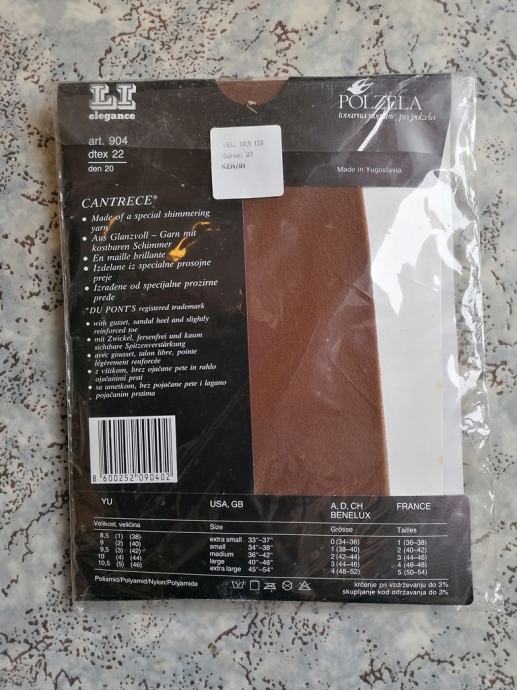 LI
elegance
art. 904
dtex 22
den 20
POLZELA
tovarna nogavic, po, polzela
VEL. 10,5 (5)
Barva: 27
Made in Yugoslavia
CANTRECE*
• Made of a special shimmering
yarn
• Aus Glanzvoll – Garn mit
kostbaren Schimmer
• En maille brillante
• Izdelane iz specialne prosojne
preje
• Izrađene od specijalne prozirne
pređe
*DU PONT'S registered trademark
• with gusset, sandal heel and slightly
reinforced toe
• mit Zwickel, fersenfrei und kaum
sichtbare Spitzenverstärkung
• avec gousset, talon libre, pointe
légèrement renforcée
• z vlitkom, brez ojačane pete in rahlo
ojačanimi prsti
• sa umetkom, bez pojačane pete i lagano
pojačanim prstima
8 600252 090402
YU
Velikost, veličina
8,5 (1) (38)
9 (2) (40)
9,5 (3) (42)
10 (4) (44)
10,5 (5) (46)
USA, GB
Size
extra small 33"–37"
small 34"–38"
medium 36"–42"
large 40"–46"
extra large 45"–54"
A, D, CH
BENELUX
Grösse
0 (34–36)
1 (38–40)
2 (42–44)
3 (44–46)
4 (48–52)
FRANCE
Tailles
1 (36–38)
2 (40–42)
3 (44–46)
4 (46–48)
5 (50–54)
Poliamid/Polyamid/Nylon/Polyamide
krčenje pri vzdrževanju do 3%
skupljanje kod održavanja do 3%